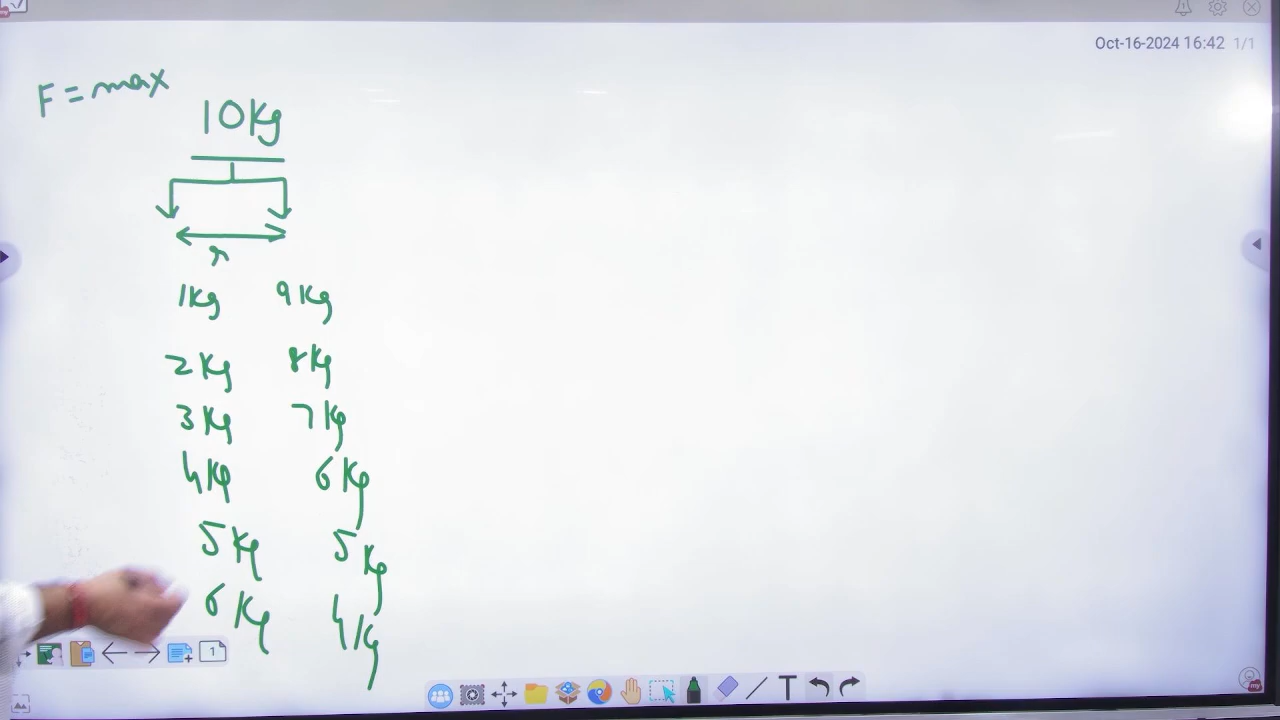 Oct-16-2024 16:42 1/1
F = max
10Kg
r
1Kg 9Kg
2Kg 8Kg
3Kg 7Kg
4Kg 6Kg
5Kg 5Kg
6Kg 4Kg
1
T